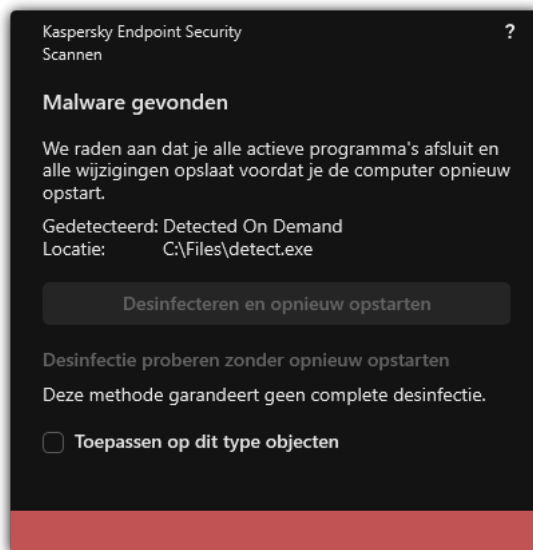 Kaspersky Endpoint Security
?
Scannen
Malware gevonden
We raden aan dat je alle actieve programma's afsluit en
alle wijzigingen opslaat voordat je de computer opnieuw
opstart.
Gedetecteerd: Detected On Demand
Locatie: C:\Files\detect.exe
Desinfecteren en opnieuw opstarten
Desinfectie proberen zonder opnieuw opstarten
Deze methode garandeert geen complete desinfectie.
Toepassen op dit type objecten